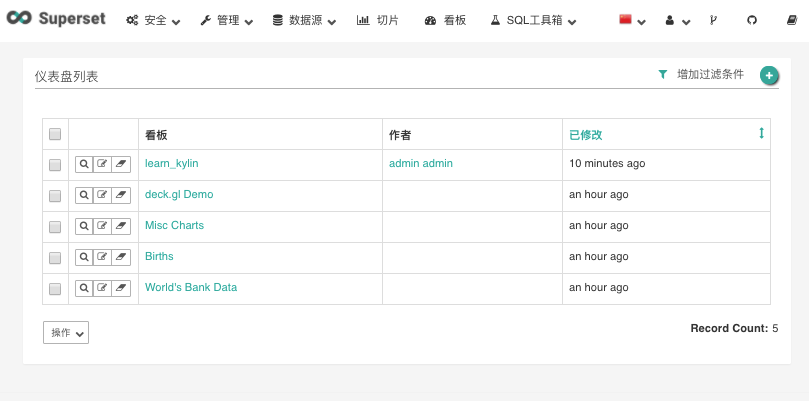 Superset 安全 管理 数据源 切片 看板 SQL工具箱
仪表盘列表 增加过滤条件
看板 作者 已修改
learn_kylin admin admin 10 minutes ago
deck.gl Demo an hour ago
Misc Charts an hour ago
Births an hour ago
World's Bank Data an hour ago
操作 Record Count: 5